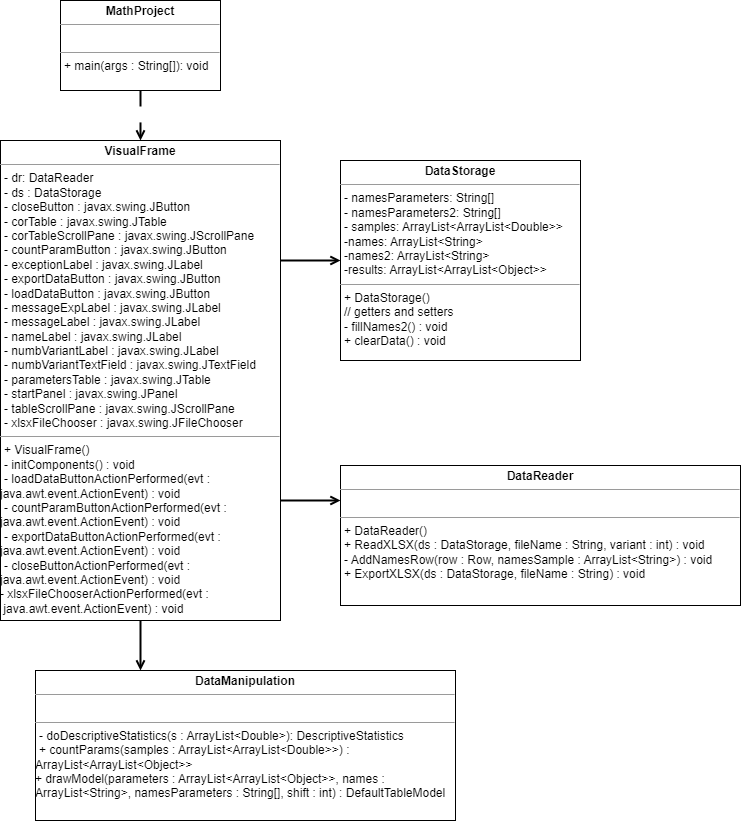 MathProject
+ main(args : String[]): void
VisualFrame
- dr: DataReader
- ds : DataStorage
- closeButton : javax.swing.JButton
- corTable : javax.swing.JTable
- corTableScrollPane : javax.swing.JScrollPane
- countParamButton : javax.swing.JButton
- exceptionLabel : javax.swing.JLabel
- exportDataButton : javax.swing.JButton
- loadDataButton : javax.swing.JButton
- messageExpLabel : javax.swing.JLabel
- messageLabel : javax.swing.JLabel
- nameLabel : javax.swing.JLabel
- numbVariantLabel : javax.swing.JLabel
- numbVariantTextField : javax.swing.JTextField
- parametersTable : javax.swing.JTable
- startPanel : javax.swing.JPanel
- tableScrollPane : javax.swing.JScrollPane
- xlsxFileChooser : javax.swing.JFileChooser
+ VisualFrame()
- initComponents() : void
- loadDataButtonActionPerformed(evt :
java.awt.event.ActionEvent) : void
- countParamButtonActionPerformed(evt :
java.awt.event.ActionEvent) : void
- exportDataButtonActionPerformed(evt :
java.awt.event.ActionEvent) : void
- closeButtonActionPerformed(evt :
java.awt.event.ActionEvent) : void
- xlsxFileChooserActionPerformed(evt :
java.awt.event.ActionEvent) : void
DataStorage
- namesParameters: String[]
- namesParameters2: String[]
- samples: ArrayList<ArrayList<Double>>
-names: ArrayList<String>
-names2: ArrayList<String>
-results: ArrayList<ArrayList<Object>>
+ DataStorage()
// getters and setters
- fillNames2() : void
+ clearData() : void
DataReader
+ DataReader()
+ ReadXLSX(ds : DataStorage, fileName : String, variant : int) : void
- AddNamesRow(row : Row, namesSample : ArrayList<String>) : void
+ ExportXLSX(ds : DataStorage, fileName : String) : void
DataManipulation
- doDescriptiveStatistics(s : ArrayList<Double>): DescriptiveStatistics
+ countParams(samples : ArrayList<ArrayList<Double>>) :
ArrayList<ArrayList<Object>>
+ drawModel(parameters : ArrayList<ArrayList<Object>>, names :
ArrayList<String>, namesParameters : String[], shift : int) : DefaultTableModel